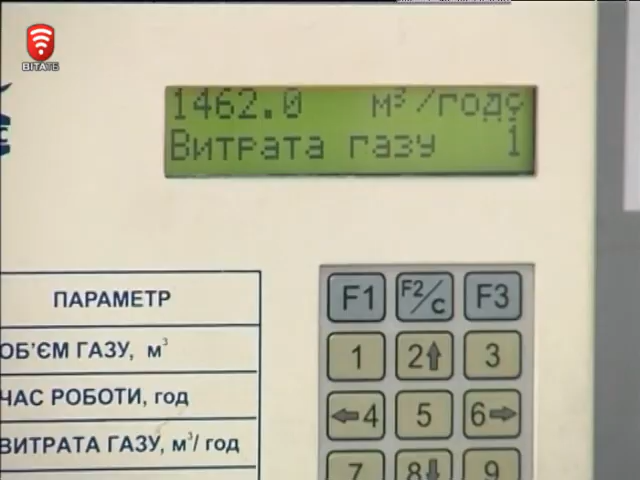 ВІТАТБ
1462.0 м³/год
Витрата газу 1
С
ПАРАМЕТР
ОБ'ЄМ ГАЗУ, м³
ЧАС РОБОТИ, год
ВИТРАТА ГАЗУ, м³/ год
F1 F2/C F3
1 2 3
4 5 6
7 8 9